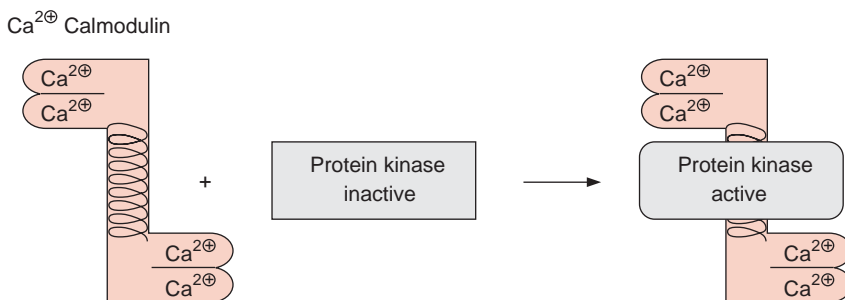 Ca²⊕ Calmodulin
Ca²⊕
Ca²⊕
Ca²⊕
Ca²⊕
+
Protein kinase
inactive
Ca²⊕
Ca²⊕
Protein kinase
active
Ca²⊕
Ca²⊕